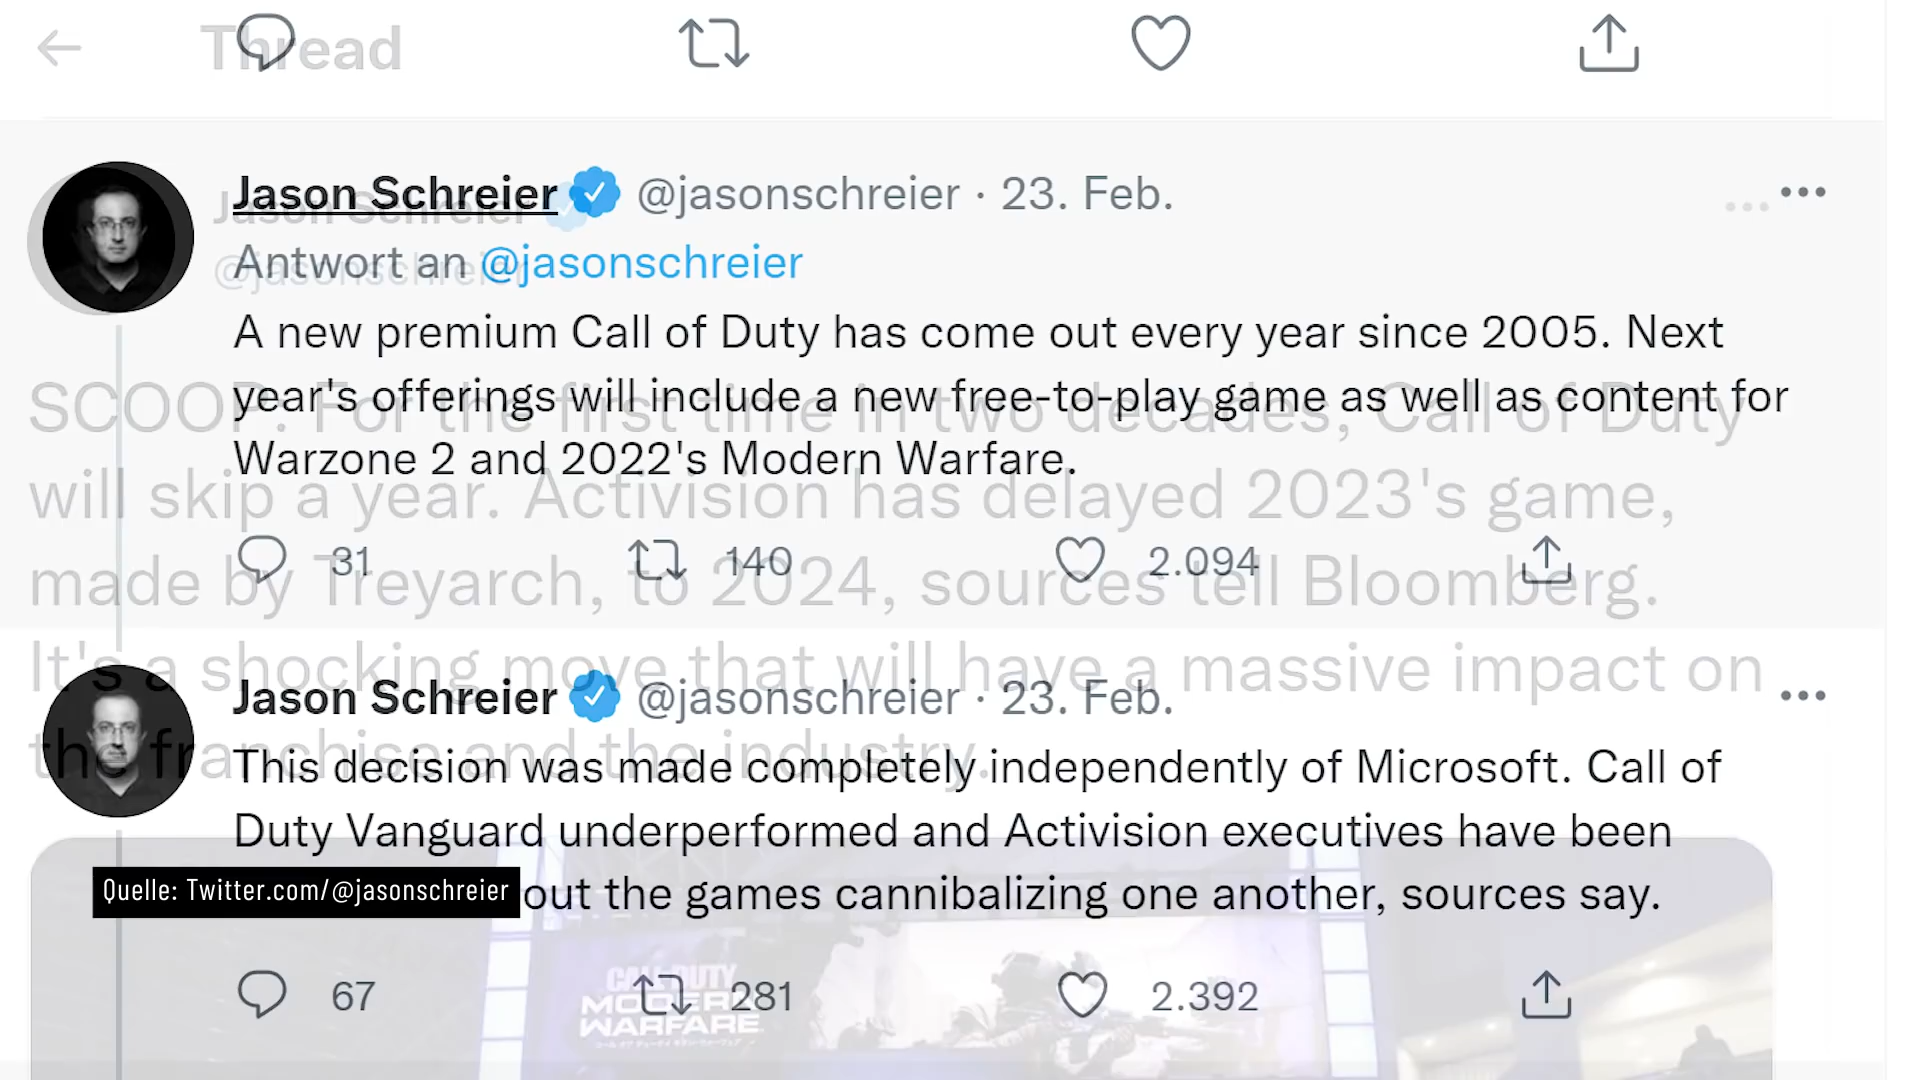 Thread
Jason Schreier @jasonschreier · 23. Feb.
Jason Schreier
Antwort an @jasonschreier
@jasonschreier
A new premium Call of Duty has come out every year since 2005. Next
year's offerings will include a new free-to-play game as well as content for
Warzone 2 and 2022's Modern Warfare.
31 140 2.094
SCOOP: For the first time in two decades, Call of Duty
will skip a year. Activision has delayed 2023's game,
made by Treyarch, to 2024, sources tell Bloomberg.
It's a shocking move that will have a massive impact on
the franchise and the industry.
Jason Schreier @jasonschreier · 23. Feb.
This decision was made completely independently of Microsoft. Call of
Duty Vanguard underperformed and Activision executives have been
out the games cannibalizing one another, sources say.
Quelle: Twitter.com/@jasonschreier
67 281 2.392
CALL OF DUTY
MODERN
WARFARE